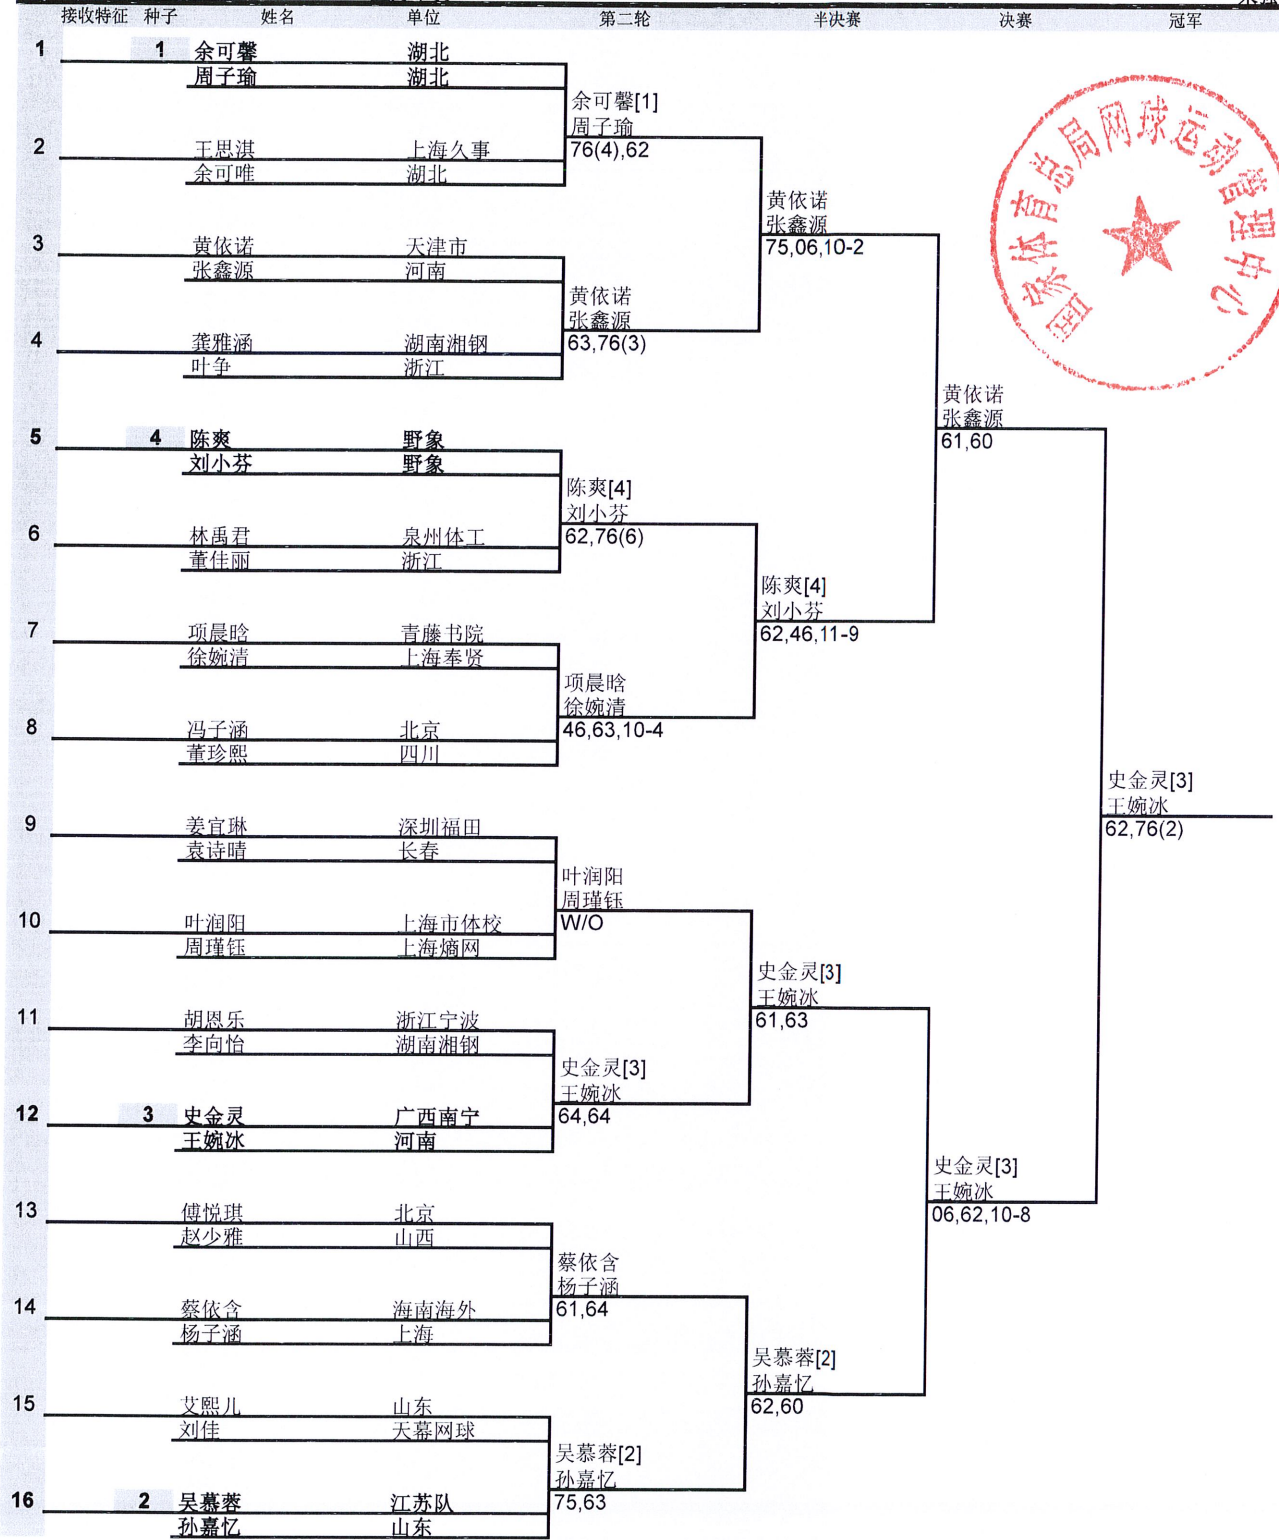 接收特征 种子 姓名 单位 第二轮 半决赛 决赛 冠军
1 1 余可馨 湖北
周子瑜 湖北
余可馨[1]
周子瑜
76(4),62
2 王思淇 上海久事
余可唯 湖北
黄依诺
张鑫源
75,06,10-2
3 黄依诺 天津市
张鑫源 河南
黄依诺
张鑫源
63,76(3)
4 龚雅涵 湖南湘钢
叶争 浙江
黄依诺
张鑫源
61,60
5 4 陈爽 野象
刘小芬 野象
陈爽[4]
刘小芬
62,76(6)
6 林禹君 泉州体工
董佳丽 浙江
陈爽[4]
刘小芬
62,46,11-9
7 项晨晗 青藤书院
徐婉清 上海奉贤
项晨晗
徐婉清
46,63,10-4
8 冯子涵 北京
董珍熙 四川
史金灵[3]
王婉冰
62,76(2)
9 姜宜琳 深圳福田
袁诗晴 长春
叶润阳
周瑾钰
W/O
10 叶润阳 上海市体校
周瑾钰 上海熵网
史金灵[3]
王婉冰
61,63
11 胡恩乐 浙江宁波
李向怡 湖南湘钢
史金灵[3]
王婉冰
64,64
12 3 史金灵 广西南宁
王婉冰 河南
史金灵[3]
王婉冰
06,62,10-8
13 傅悦琪 北京
赵少雅 山西
蔡依含
杨子涵
61,64
14 蔡依含 海南海外
杨子涵 上海
吴慕蓉[2]
孙嘉忆
62,60
15 艾熙儿 山东
刘佳 天幕网球
吴慕蓉[2]
孙嘉忆
75,63
16 2 吴慕蓉 江苏队
孙嘉忆 山东
国家体育总局网球运动管理中心